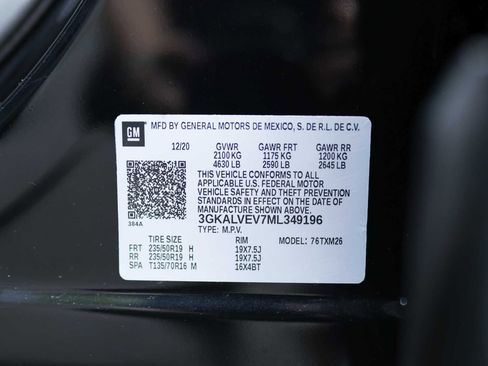 GM
MFD BY GENERAL MOTORS DE MEXICO, S. DE R.L. DE C.V.
12/20 GVWR GAWR FRT GAWR RR
2100 KG 1175 KG 1200 KG
4630 LB 2590 LB 2645 LB
THIS VEHICLE CONFORMS TO ALL
APPLICABLE U.S. FEDERAL MOTOR
VEHICLE SAFETY AND THEFT PREVENTION
STANDARDS IN EFFECT ON THE DATE OF
MANUFACTURE SHOWN ABOVE.
384A
3GKALVEV7ML349196
TYPE: M.P.V. MODEL: 76TXM26
TIRE SIZE RIM
FRT 235/50R19 H 19X7.5J
RR 235/50R19 H 19X7.5J
SPA T135/70R16 M 16X4BT